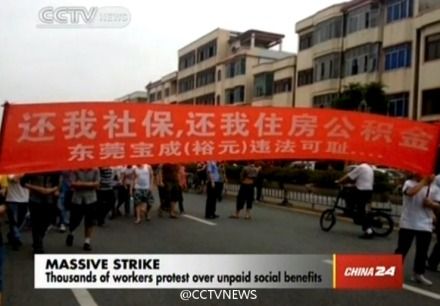 CCTV NEWS
还我社保,还我住房公积金
东莞宝成(裕元)违法可耻...
MASSIVE STRIKE
Thousands of workers protest over unpaid social benefits
CHINA 24
@CCTVNEWS